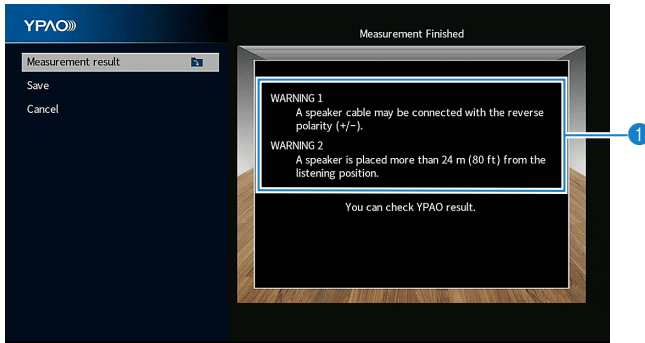 YPAO
Measurement Finished
Measurement result
Save
Cancel
WARNING 1
A speaker cable may be connected with the reverse
polarity (+/-).
WARNING 2
A speaker is placed more than 24 m (80 ft) from the
listening position.
You can check YPAO result.
1